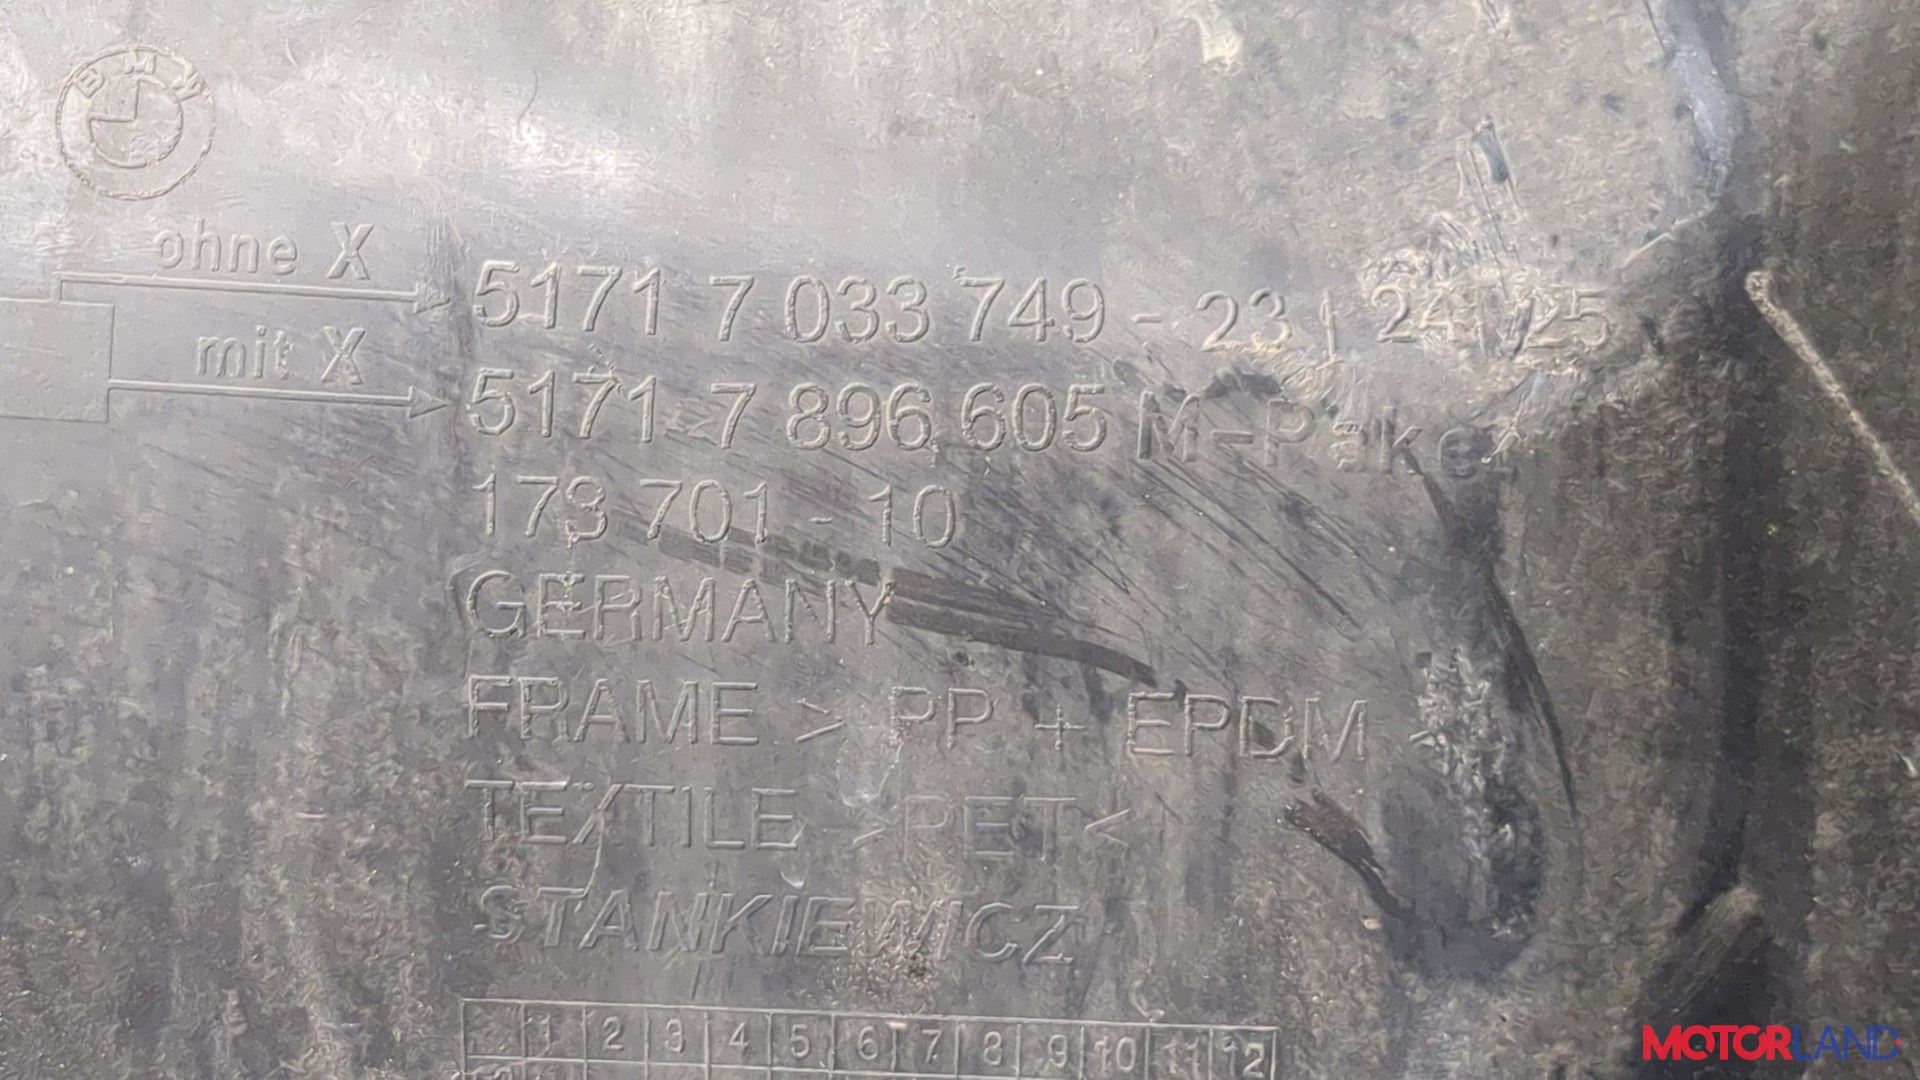 BMW
ohne X
5171 7 033 749 - 23 | 24 / 25
mit X
5171 7 896 605 M-Paket
173 701 - 10
GERMANY
FRAME > PP + EPDM <
TEXTILE >PET<
STANKIEWICZ
1 2 3 4 5 6 7 8 9 10 11 12
MOTORLAND